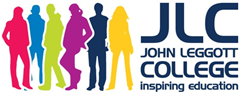 JLC
JOHN LEGGOTT
COLLEGE
inspiring education